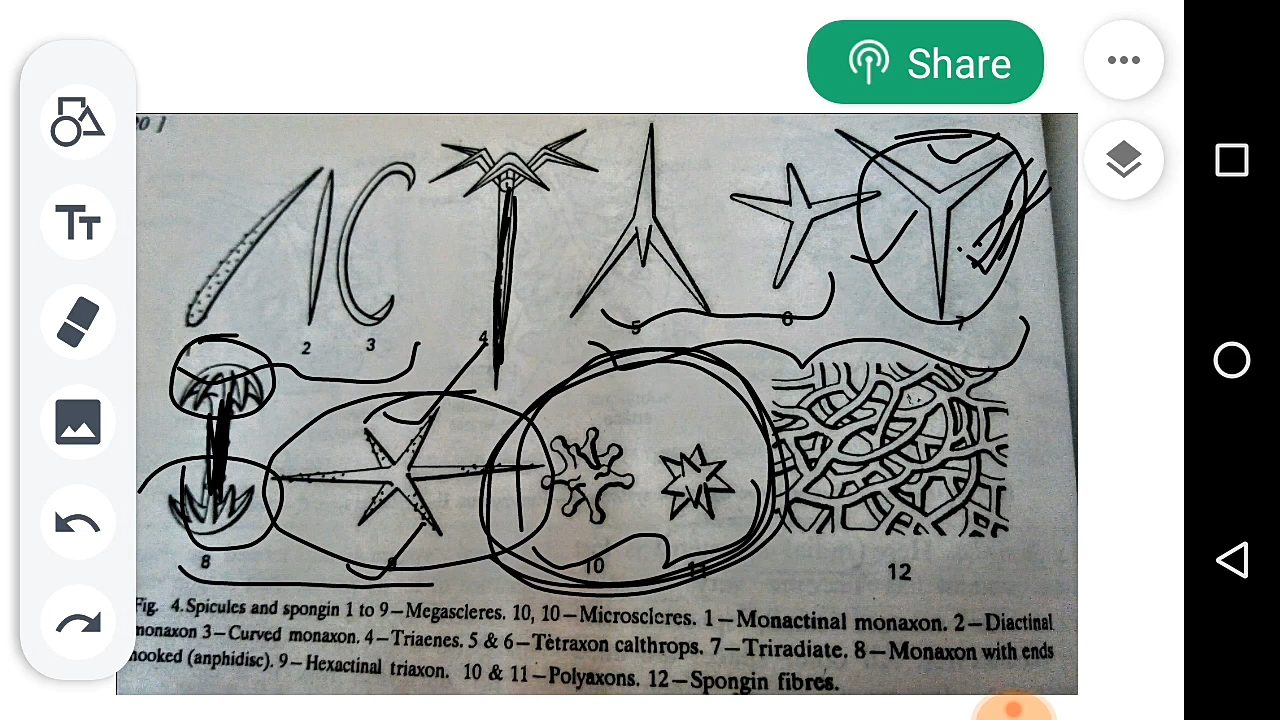 Share
TT
20 ]
2
3
4
5
6
7
8
9
10
11
12
Fig. 4. Spicules and spongin 1 to 9—Megascleres. 10, 10—Microscleres. 1—Monactinal monaxon. 2—Diactinal
monaxon 3—Curved monaxon. 4—Triaenes. 5 & 6—Tetraxon calthrops. 7—Triradiate. 8—Monaxon with ends
hooked (anphidisc). 9—Hexactinal triaxon. 10 & 11—Polyaxons. 12—Spongin fibres.